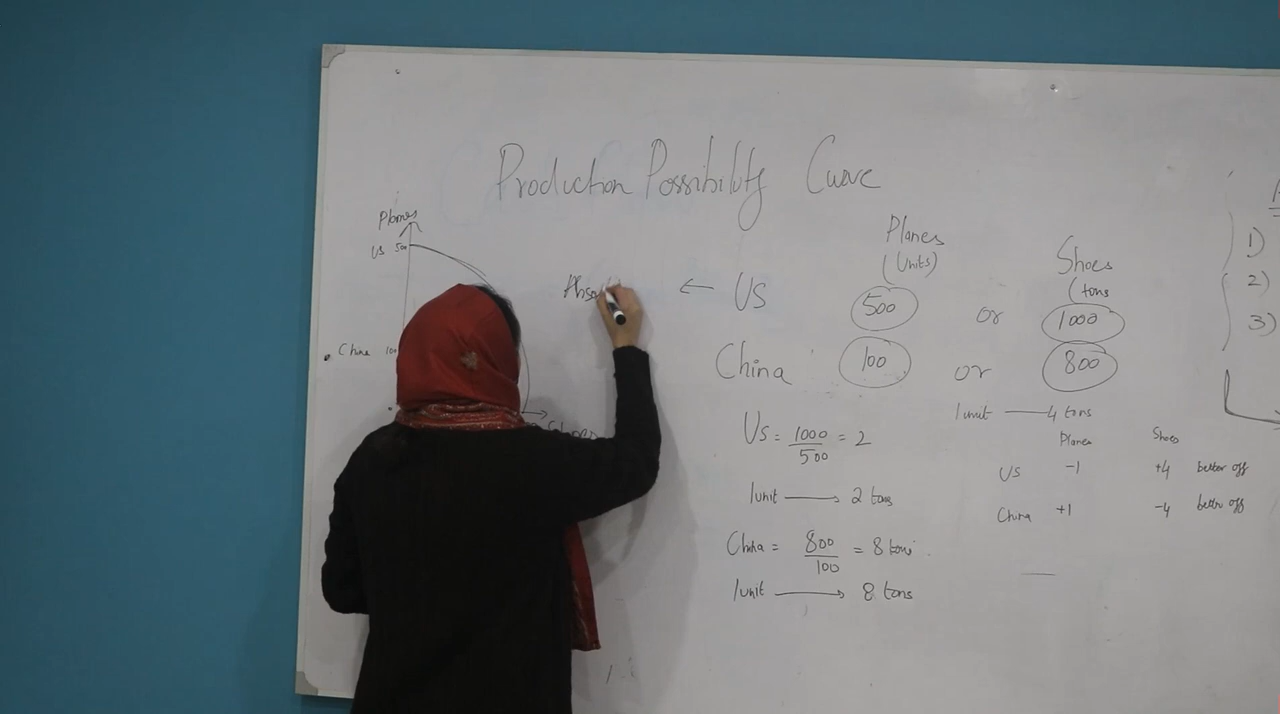 Production Possibility Curve
Planes
US 500
China 100
Shoes
Abso
Planes
(Units)
Shoes
(tons
← US 500 or 1000
China 100 or 800
1unit — 4 tons
Planes Shoes
US -1 +4 better off
China +1 -4 better off
US = 1000/500 = 2
1unit → 2 tons
China = 800/100 = 8 tons
1unit → 8 tons
1)
2)
3)